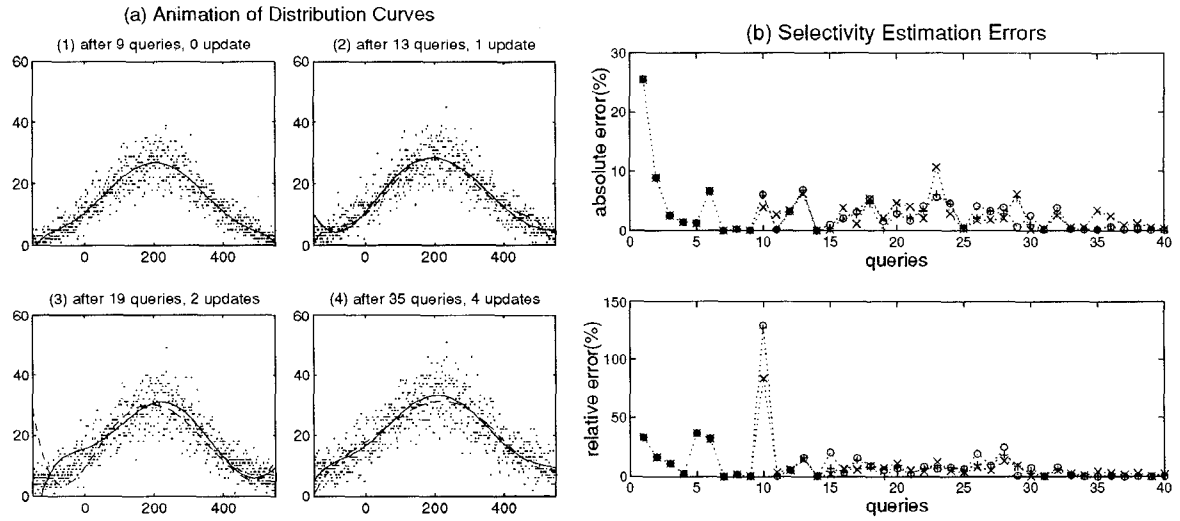 (a) Animation of Distribution Curves
(1) after 9 queries, 0 update
60
40
20
0
0 200 400
(2) after 13 queries, 1 update
60
40
20
0
0 200 400
(3) after 19 queries, 2 updates
60
40
20
0
0 200 400
(4) after 35 queries, 4 updates
60
40
20
0
0 200 400
(b) Selectivity Estimation Errors
absolute error(%)
30
20
10
0
0 5 10 15 20 25 30 35 40
queries
relative error(%)
150
100
50
0
0 5 10 15 20 25 30 35 40
queries